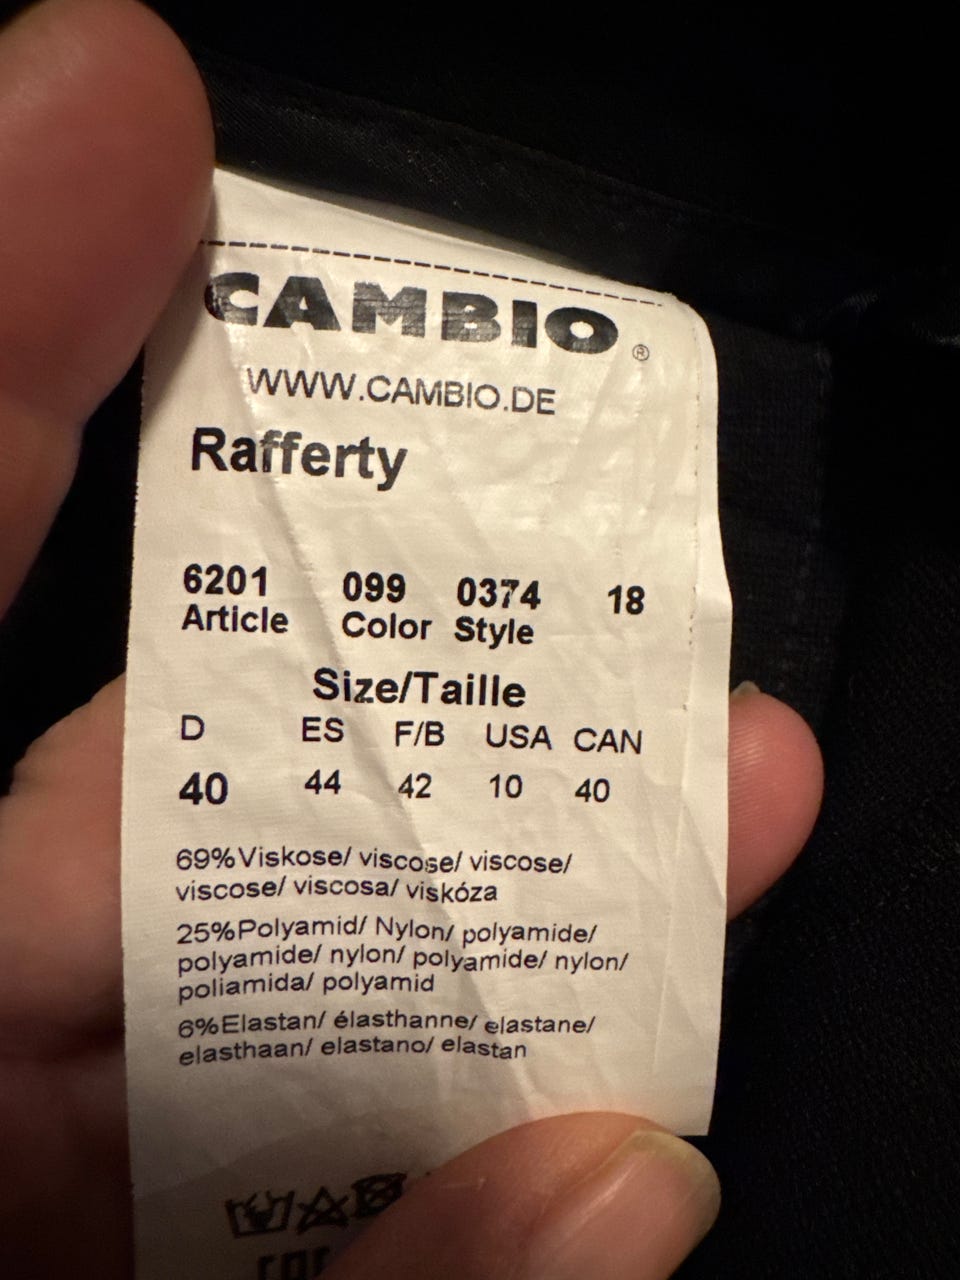 CAMBIO®
WWW.CAMBIO.DE
Rafferty
6201 099 0374 18
Article Color Style
Size/Taille
D ES F/B USA CAN
40 44 42 10 40
69%Viskose/ viscose/ viscose/
viscose/ viscosa/ viskóza
25%Polyamid/ Nylon/ polyamide/
polyamide/ nylon/ polyamide/ nylon/
poliamida/ polyamid
6%Elastan/ élasthanne/ elastane/
elasthaan/ elastano/ elastan